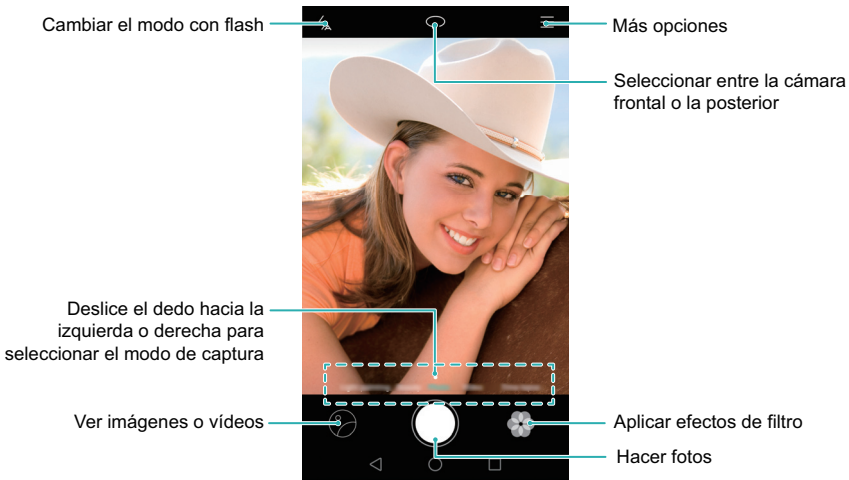 Cambiar el modo con flash
Más opciones
Seleccionar entre la cámara
frontal o la posterior
Deslice el dedo hacia la
izquierda o derecha para
seleccionar el modo de captura
Ver imágenes o vídeos
Aplicar efectos de filtro
Hacer fotos